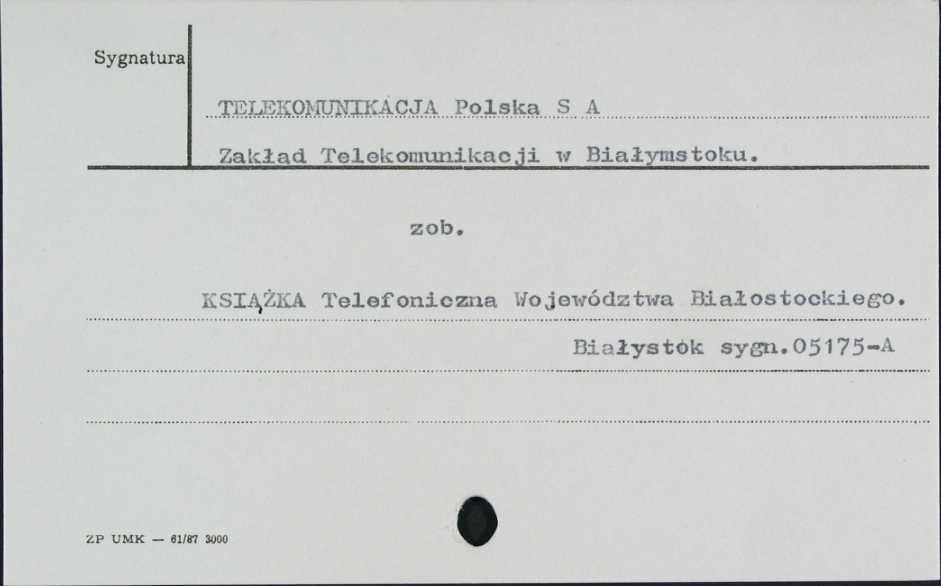 Sygnatura
TELEKOMUNIKACJA Polska S A
Zakład Telekomunikacji w Białymstoku.
zob.
KSIĄŻKA Telefoniczna Województwa Białostockiego.
Białystok sygn.05175-A
ZP UMK — 61/87 3000